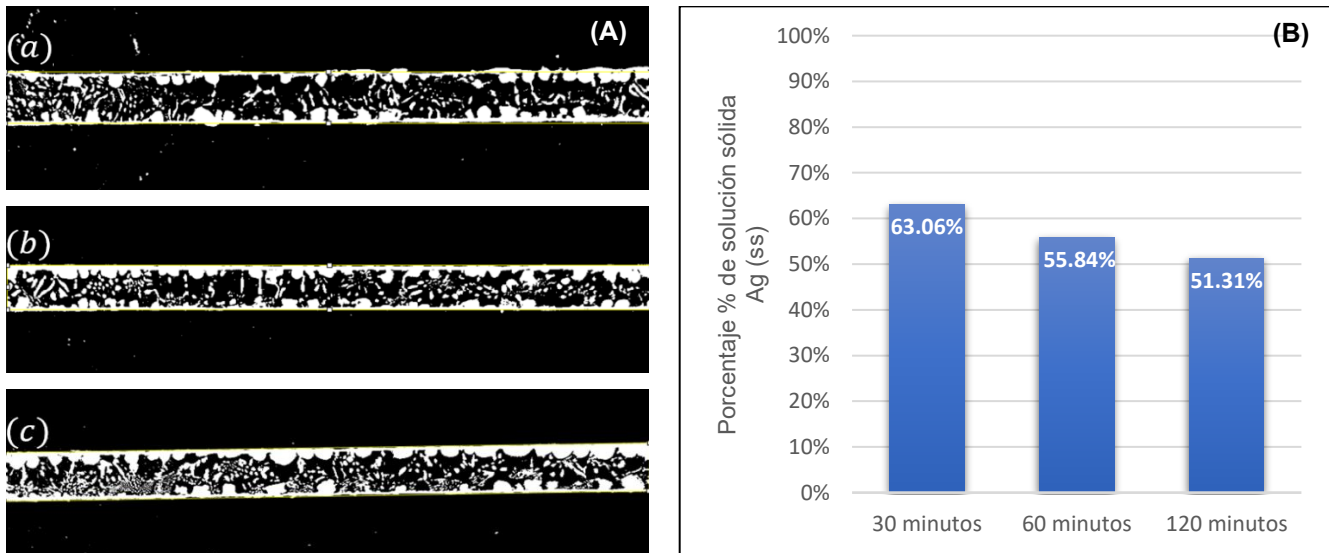 (A)
(a)
(b)
(c)
(B)
Porcentaje % de solución sólida
Ag (ss)
100%
90%
80%
70%
60%
50%
40%
30%
20%
10%
0%
63.06%
55.84%
51.31%
30 minutos
60 minutos
120 minutos